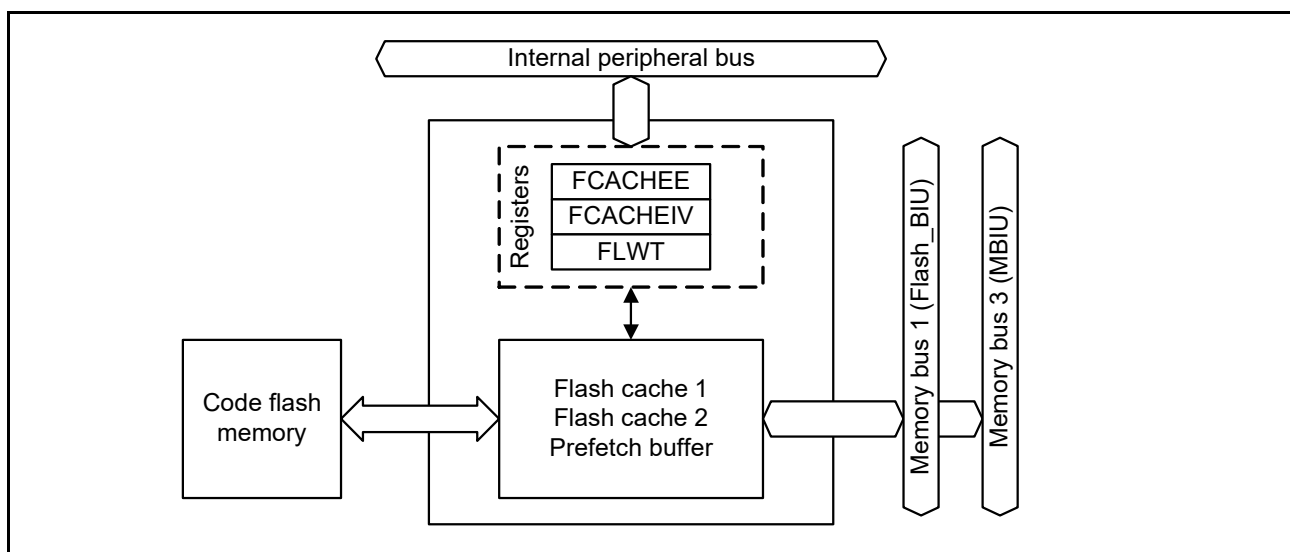 Internal peripheral bus
Registers
FCACHEE
FCACHEIV
FLWT
Code flash
memory
Flash cache 1
Flash cache 2
Prefetch buffer
Memory bus 1 (Flash_BIU)
Memory bus 3 (MBIU)